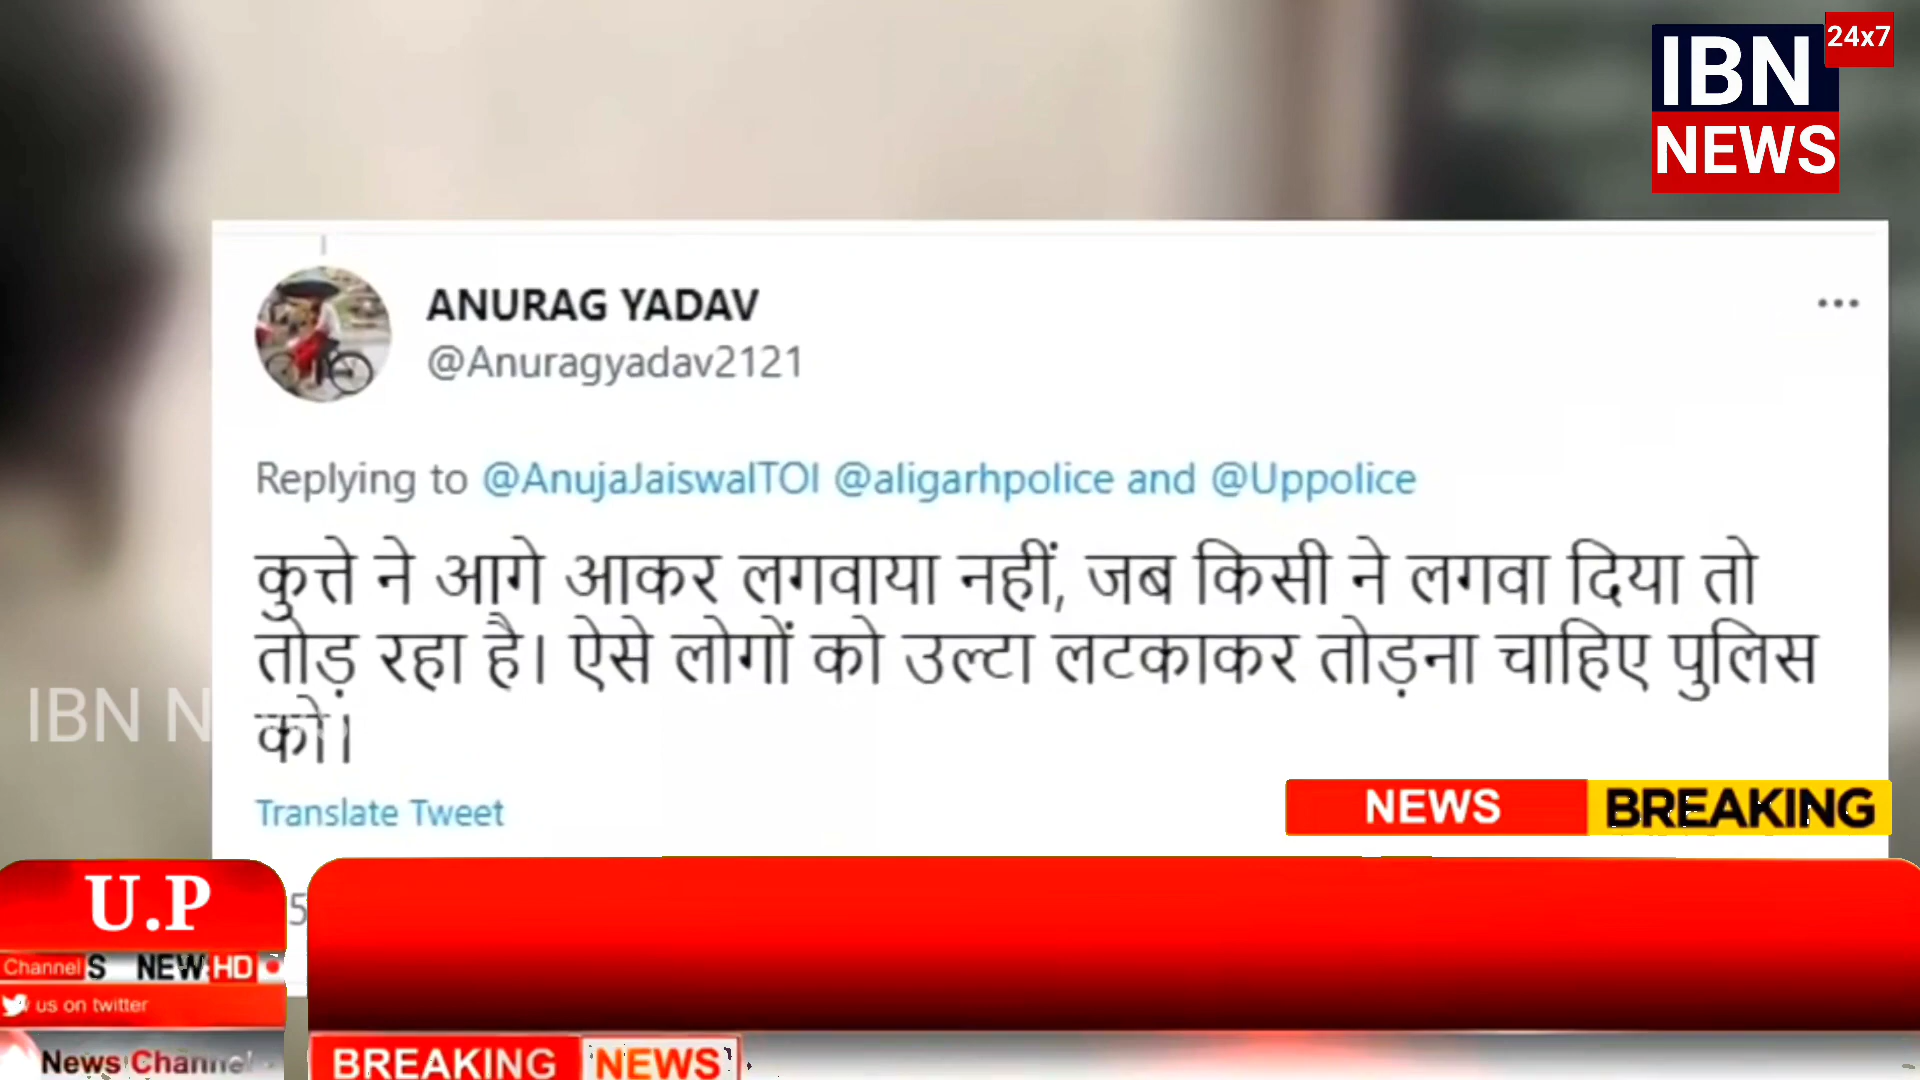 24x7
IBN
NEWS
ANURAG YADAV
@Anuragyadav2121
Replying to @AnujaJaiswalTOI @aligarhpolice and @Uppolice
कुत्ते ने आगे आकर लगवाया नहीं, जब किसी ने लगवा दिया तो
तोड़ रहा है। ऐसे लोगों को उल्टा लटकाकर तोड़ना चाहिए पुलिस
को।
IBN N
Translate Tweet
NEWS BREAKING
U.P
5
Channel S NEW HD
us on twitter
News Channel
BREAKING NEWS